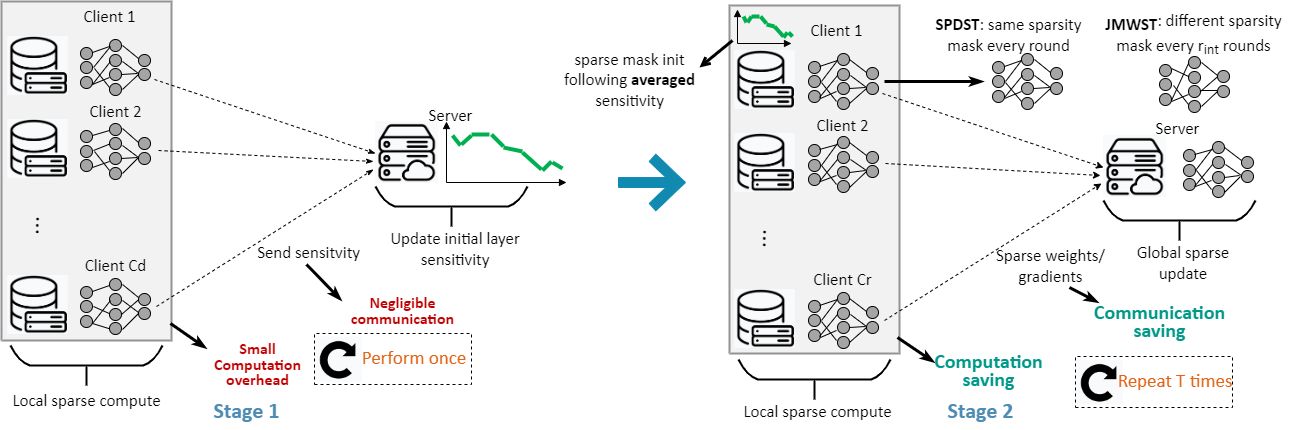 Client 1
Client 2
⋮
Client Cd
Server
Update initial layer
sensitivity
Send sensitvity
Negligible
communication
Perform once
Small
Computation
overhead
Local sparse compute
Stage 1
sparse mask init
following averaged
sensitivity
Client 1
Client 2
⋮
Client Cr
SPDST: same sparsity
mask every round
JMWST: different sparsity
mask every rint rounds
Server
Global sparse
update
Sparse weights/
gradients
Communication
saving
Computation
saving
Repeat T times
Local sparse compute
Stage 2